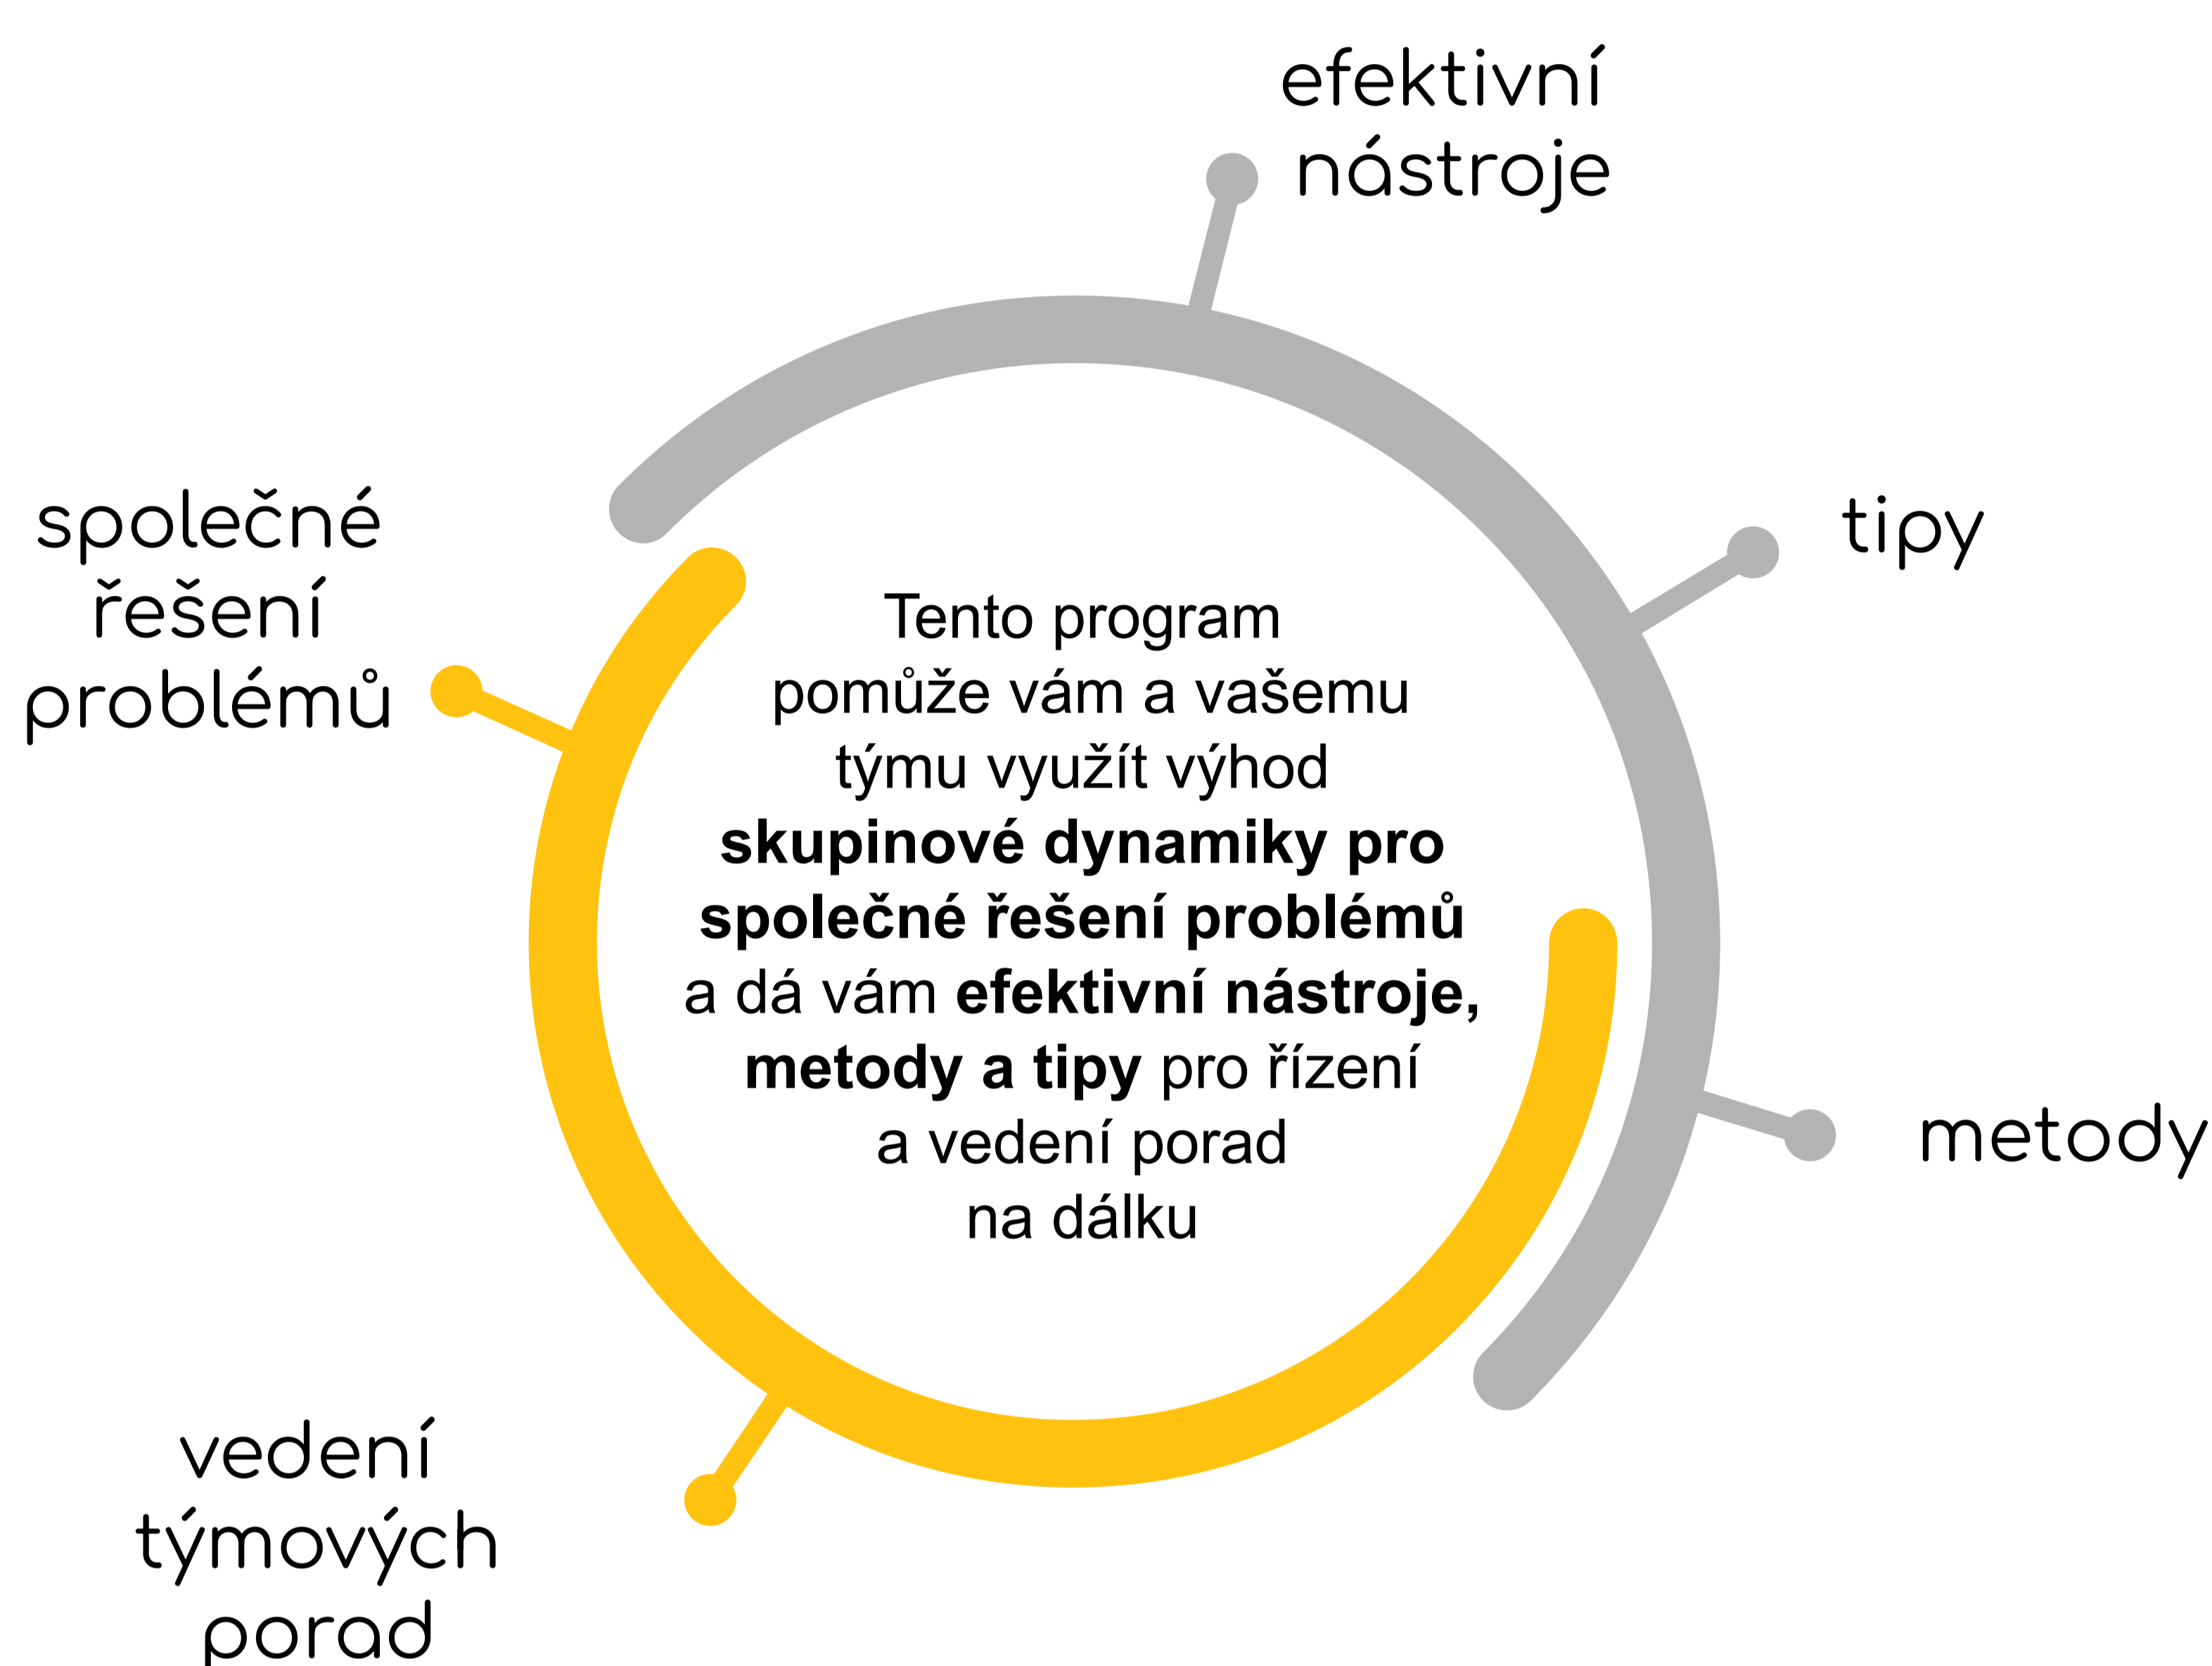 efektivní
nástroje
společné
řešení
problémů
tipy
Tento program
pomůže vám a vašemu
týmu využít výhod
skupinové dynamiky pro
společné řešení problémů
a dá vám efektivní nástroje,
metody a tipy pro řízení
a vedení porad
na dálku
metody
vedení
týmových
porad